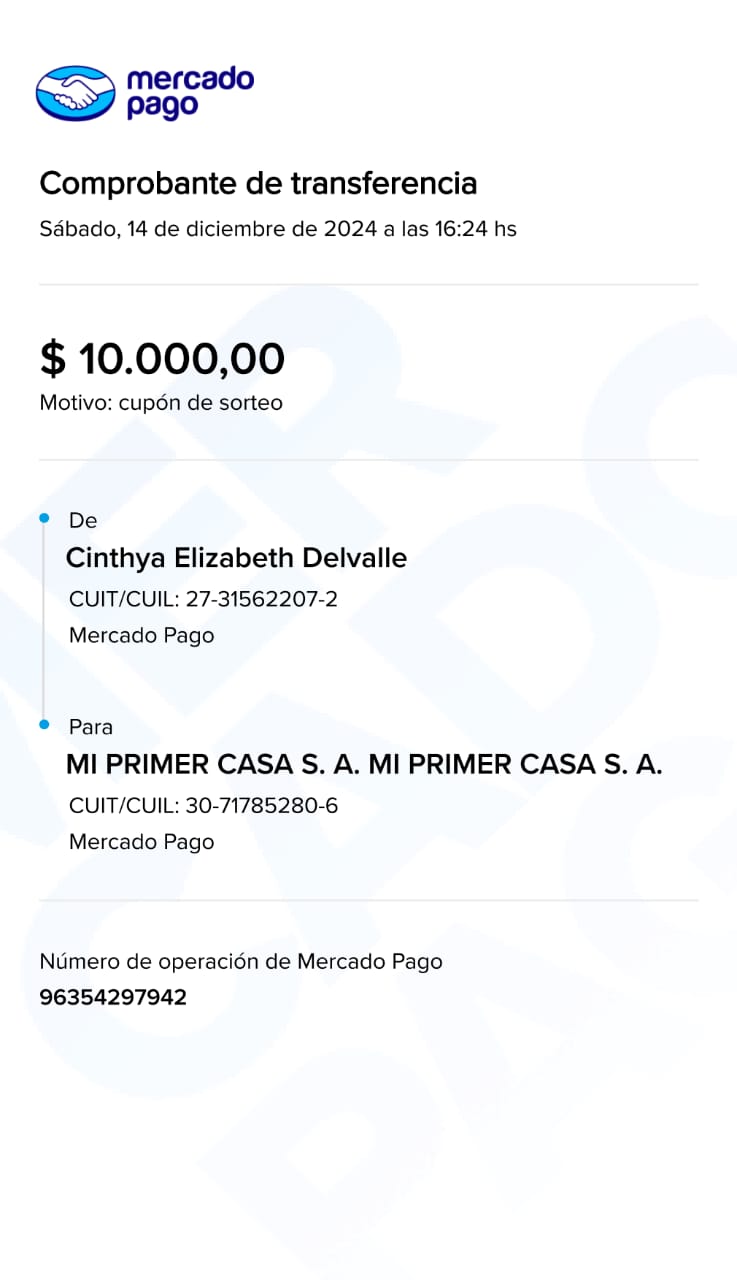 mercado
pago
Comprobante de transferencia
Sábado, 14 de diciembre de 2024 a las 16:24 hs
$ 10.000,00
Motivo: cupón de sorteo
De
Cinthya Elizabeth Delvalle
CUIT/CUIL: 27-31562207-2
Mercado Pago
Para
MI PRIMER CASA S. A. MI PRIMER CASA S. A.
CUIT/CUIL: 30-71785280-6
Mercado Pago
Número de operación de Mercado Pago
96354297942